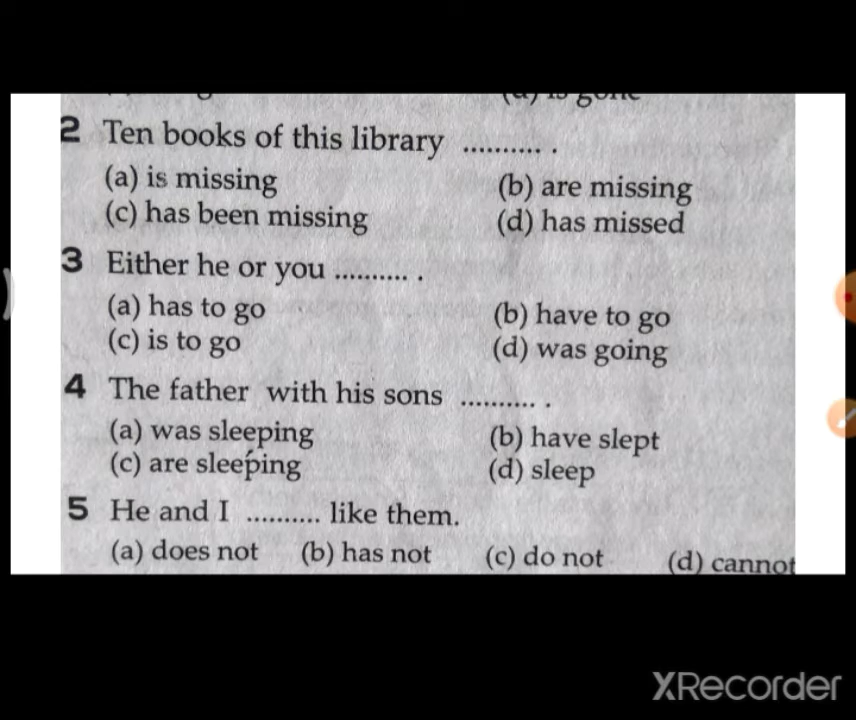 (d) is gone
2 Ten books of this library .......... .
(a) is missing (b) are missing
(c) has been missing (d) has missed
3 Either he or you .......... .
(a) has to go (b) have to go
(c) is to go (d) was going
4 The father with his sons .......... .
(a) was sleeping (b) have slept
(c) are sleeping (d) sleep
5 He and I .......... like them.
(a) does not (b) has not (c) do not (d) cannot
XRecorder